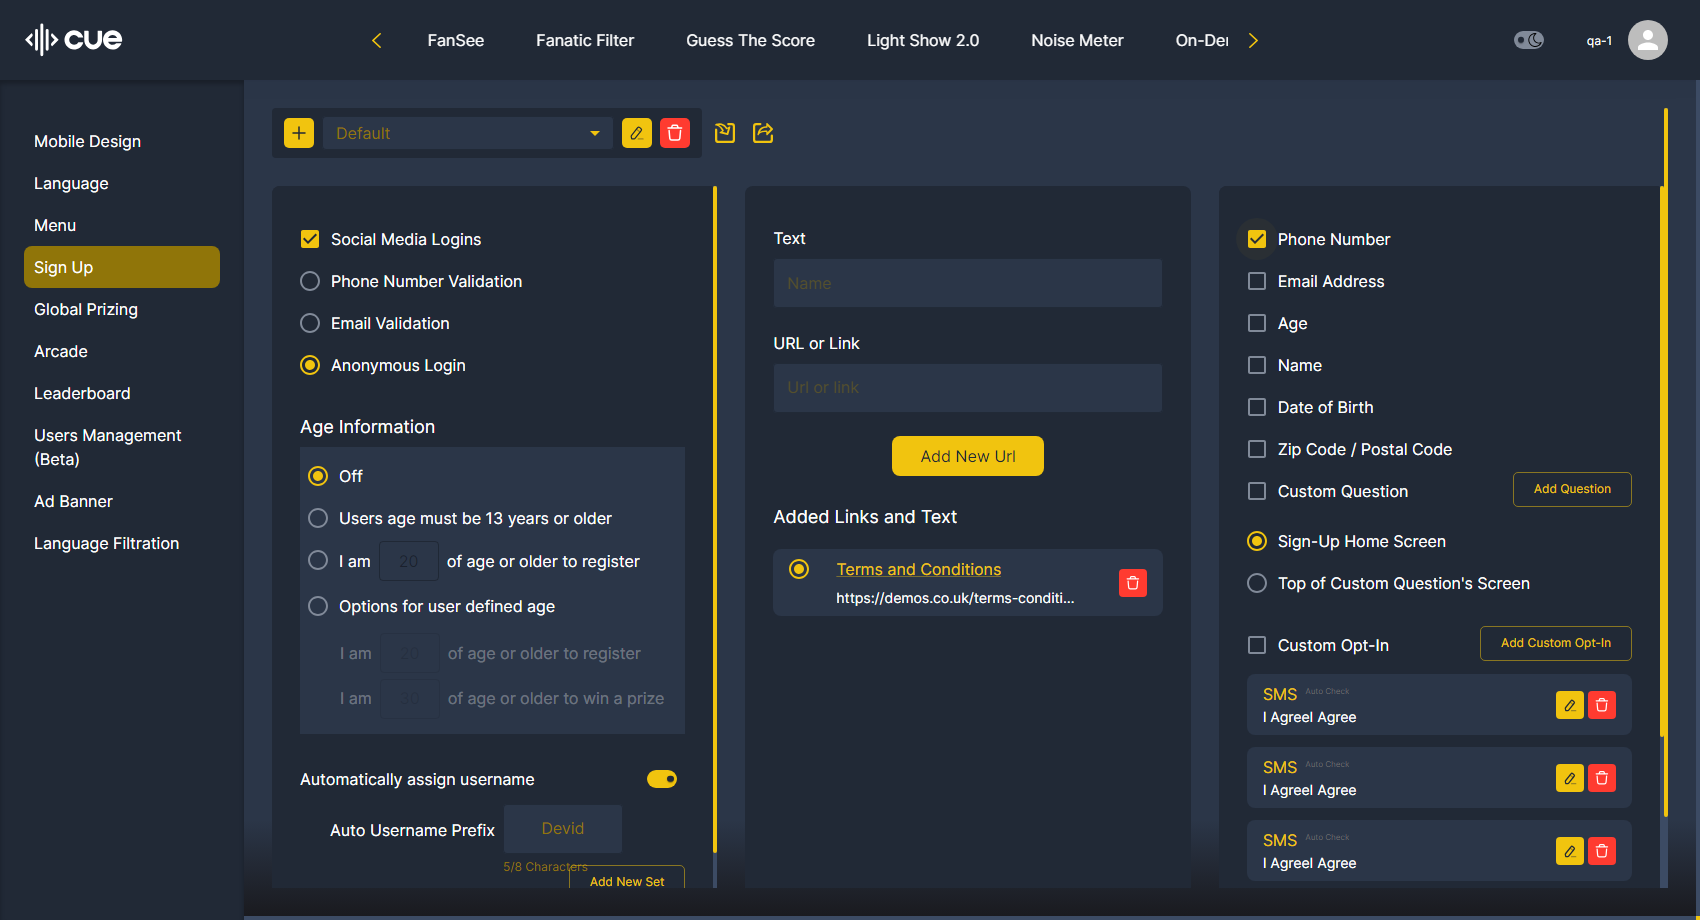 cue
FanSee
Fanatic Filter
Guess The Score
Light Show 2.0
Noise Meter
On-Der
qa-1
Mobile Design
Language
Menu
Sign Up
Global Prizing
Arcade
Leaderboard
Users Management
(Beta)
Ad Banner
Language Filtration
Default
Social Media Logins
Phone Number Validation
Email Validation
Anonymous Login
Age Information
Off
Users age must be 13 years or older
I am 20 of age or older to register
Options for user defined age
I am 20 of age or older to register
I am 30 of age or older to win a prize
Automatically assign username
Auto Username Prefix Devid
5/8 Characters
Add New Set
Text
Name
URL or Link
Url or link
Add New Url
Added Links and Text
Terms and Conditions
https://demos.co.uk/terms-conditi...
Phone Number
Email Address
Age
Name
Date of Birth
Zip Code / Postal Code
Custom Question Add Question
Sign-Up Home Screen
Top of Custom Question's Screen
Custom Opt-In Add Custom Opt-In
SMS Auto Check
I AgreeI Agree
SMS Auto Check
I AgreeI Agree
SMS Auto Check
I AgreeI Agree